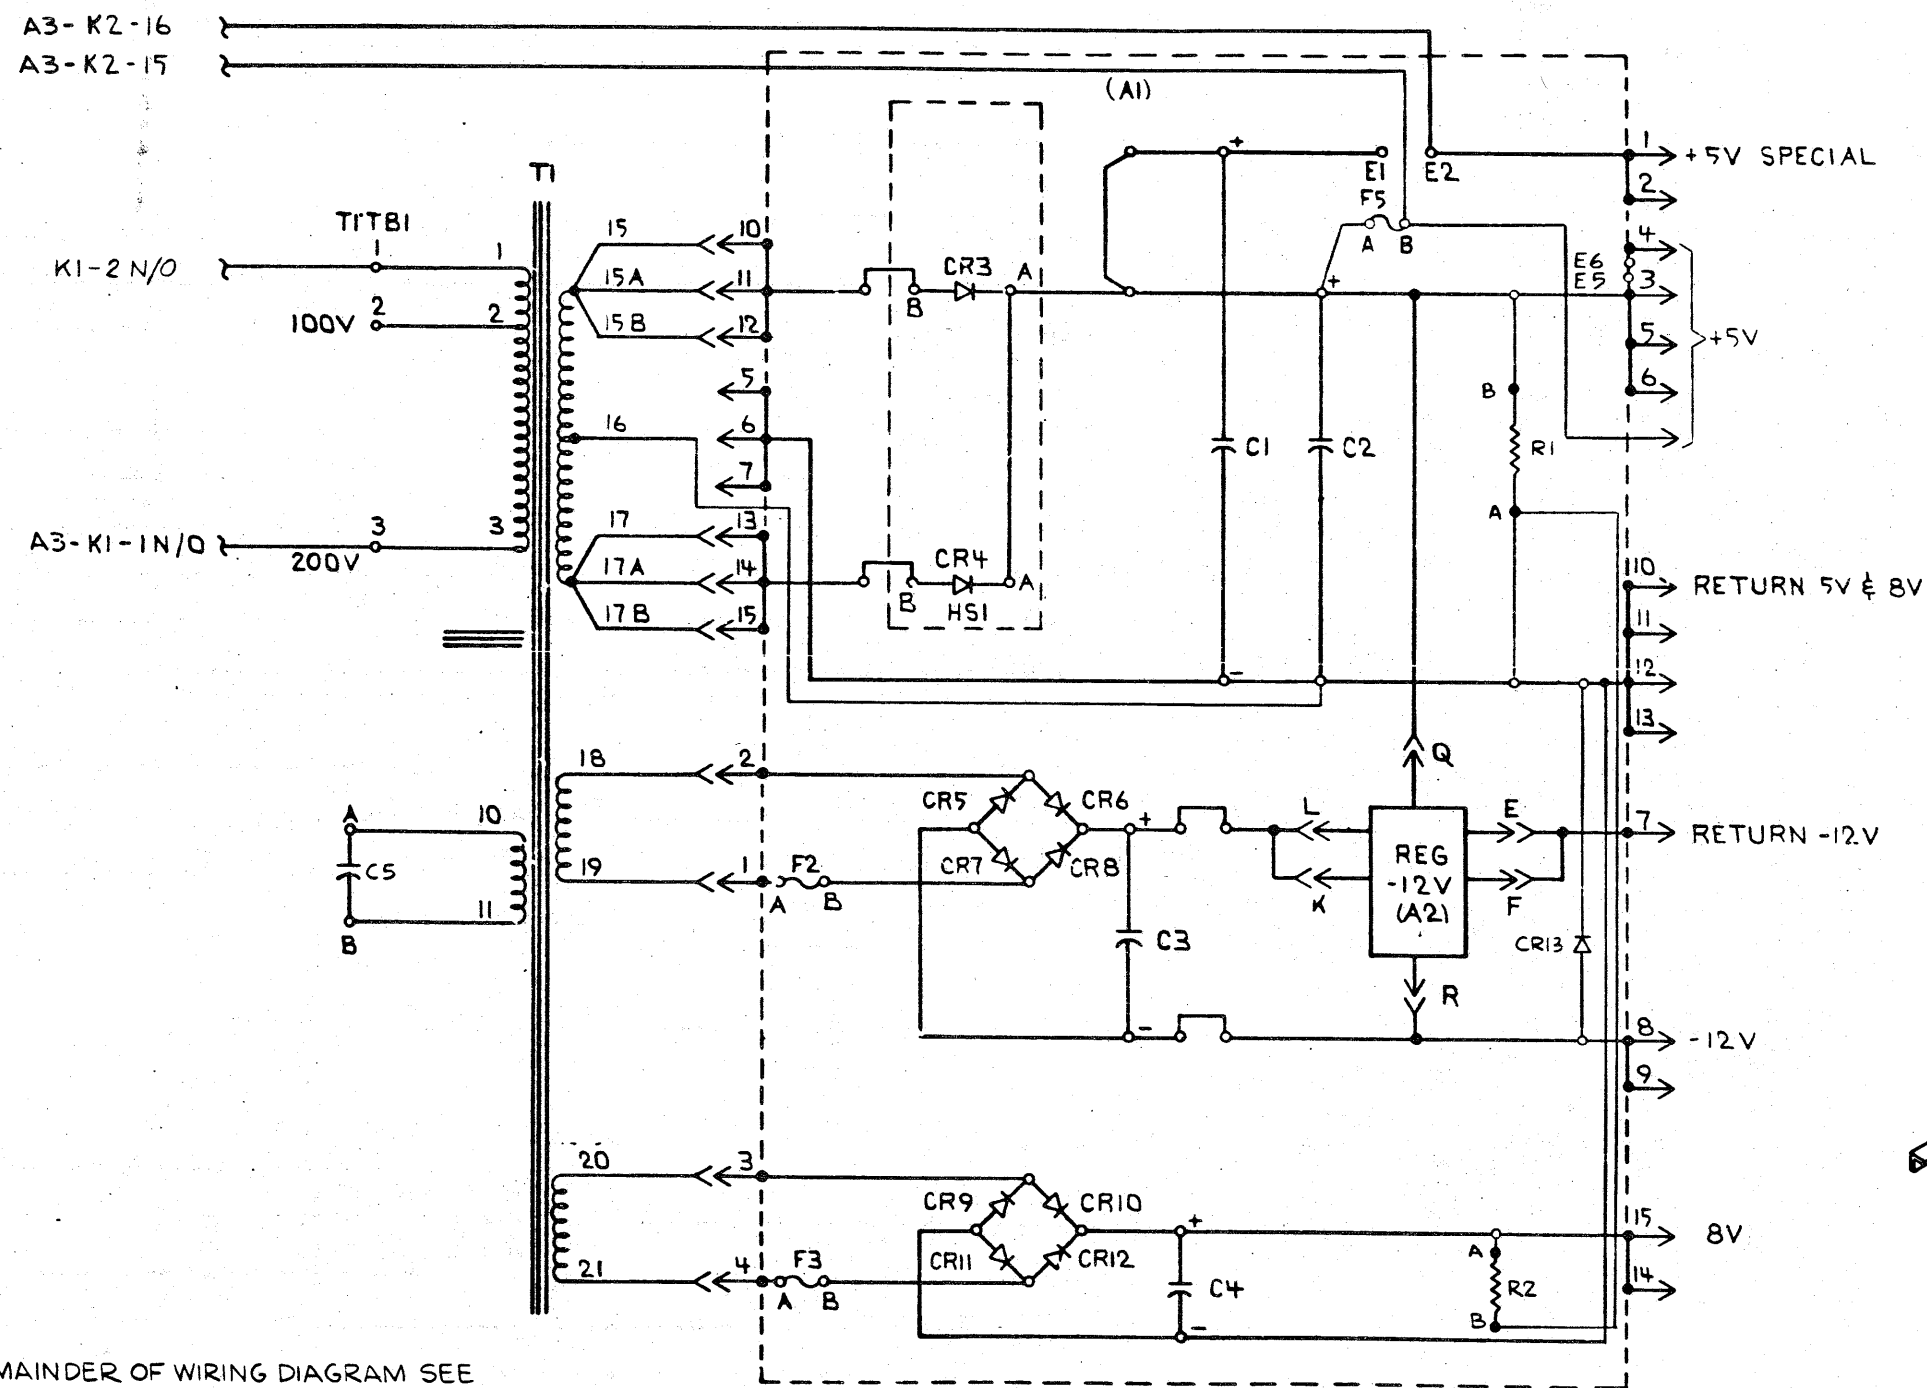 A3-K2-16
A3-K2-15
(A1)
T1
T1TB1
1
K1-2 N/O
1
2
100V
2
3
A3-K1-1N/O
200V
3
15
10
15A
11
15B
12
5
16
6
7
17
13
17A
14
17B
15
CR3
A
B
CR4
A
B
HS1
+
E1
E2
F5
A
B
+
C1
C2
-
B
R1
A
E6
E5
1
+5V SPECIAL
2
4
3
5
+5V
6
10
RETURN 5V & 8V
11
12
13
18
2
19
1
F2
A
B
CR5
CR6
CR7
CR8
+
C3
-
L
K
Q
REG
-12V
(A2)
E
F
R
CR13
7
RETURN -12V
8
-12V
9
A
10
C5
11
B
20
3
21
4
F3
A
B
CR9
CR10
CR11
CR12
+
C4
-
A
R2
B
15
8V
14
MAINDER OF WIRING DIAGRAM SEE